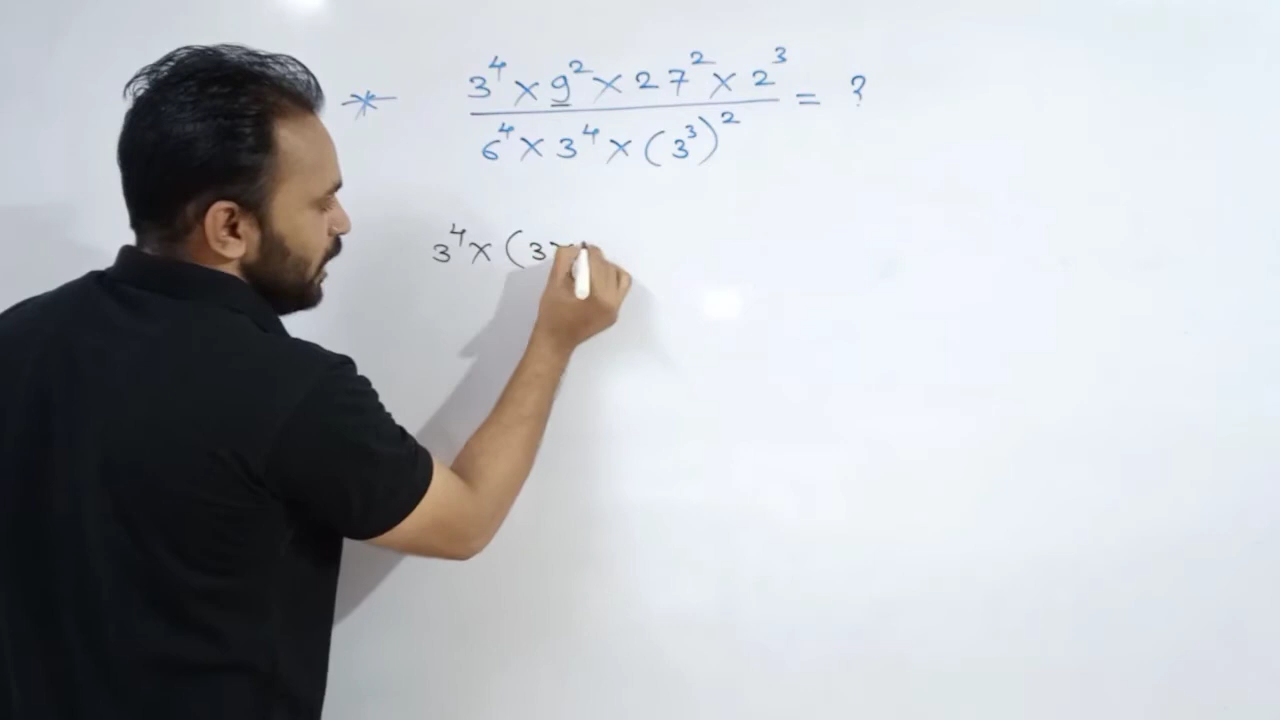 * 3⁴ × 9² × 27² × 2³ = ?
6⁴ × 3⁴ × (3³)²
3⁴ × (3×